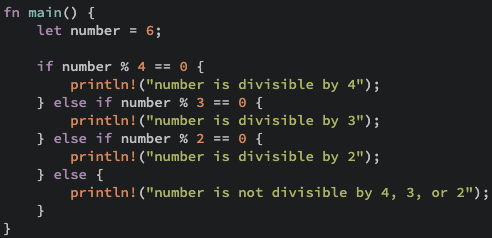 fn main() {
    let number = 6;

    if number % 4 == 0 {
        println!("number is divisible by 4");
    } else if number % 3 == 0 {
        println!("number is divisible by 3");
    } else if number % 2 == 0 {
        println!("number is divisible by 2");
    } else {
        println!("number is not divisible by 4, 3, or 2");
    }
}